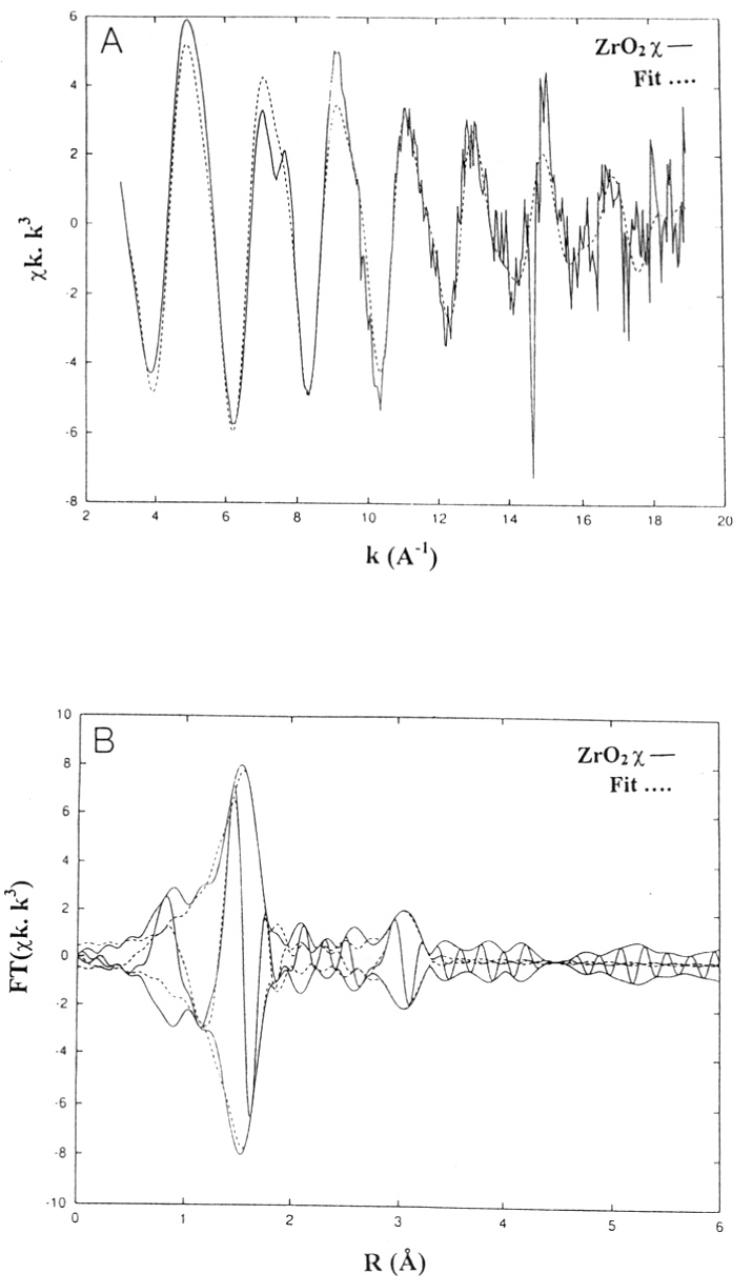 A
ZrO₂ χ —
Fit ....
6
4
2
0
-2
-4
-6
-8
χk. k³
2 4 6 8 10 12 14 16 18 20
k (A⁻¹)
B
ZrO₂ χ —
Fit ....
10
8
6
4
2
0
-2
-4
-6
-8
-10
FT(χk. k³)
0 1 2 3 4 5 6
R (Å)